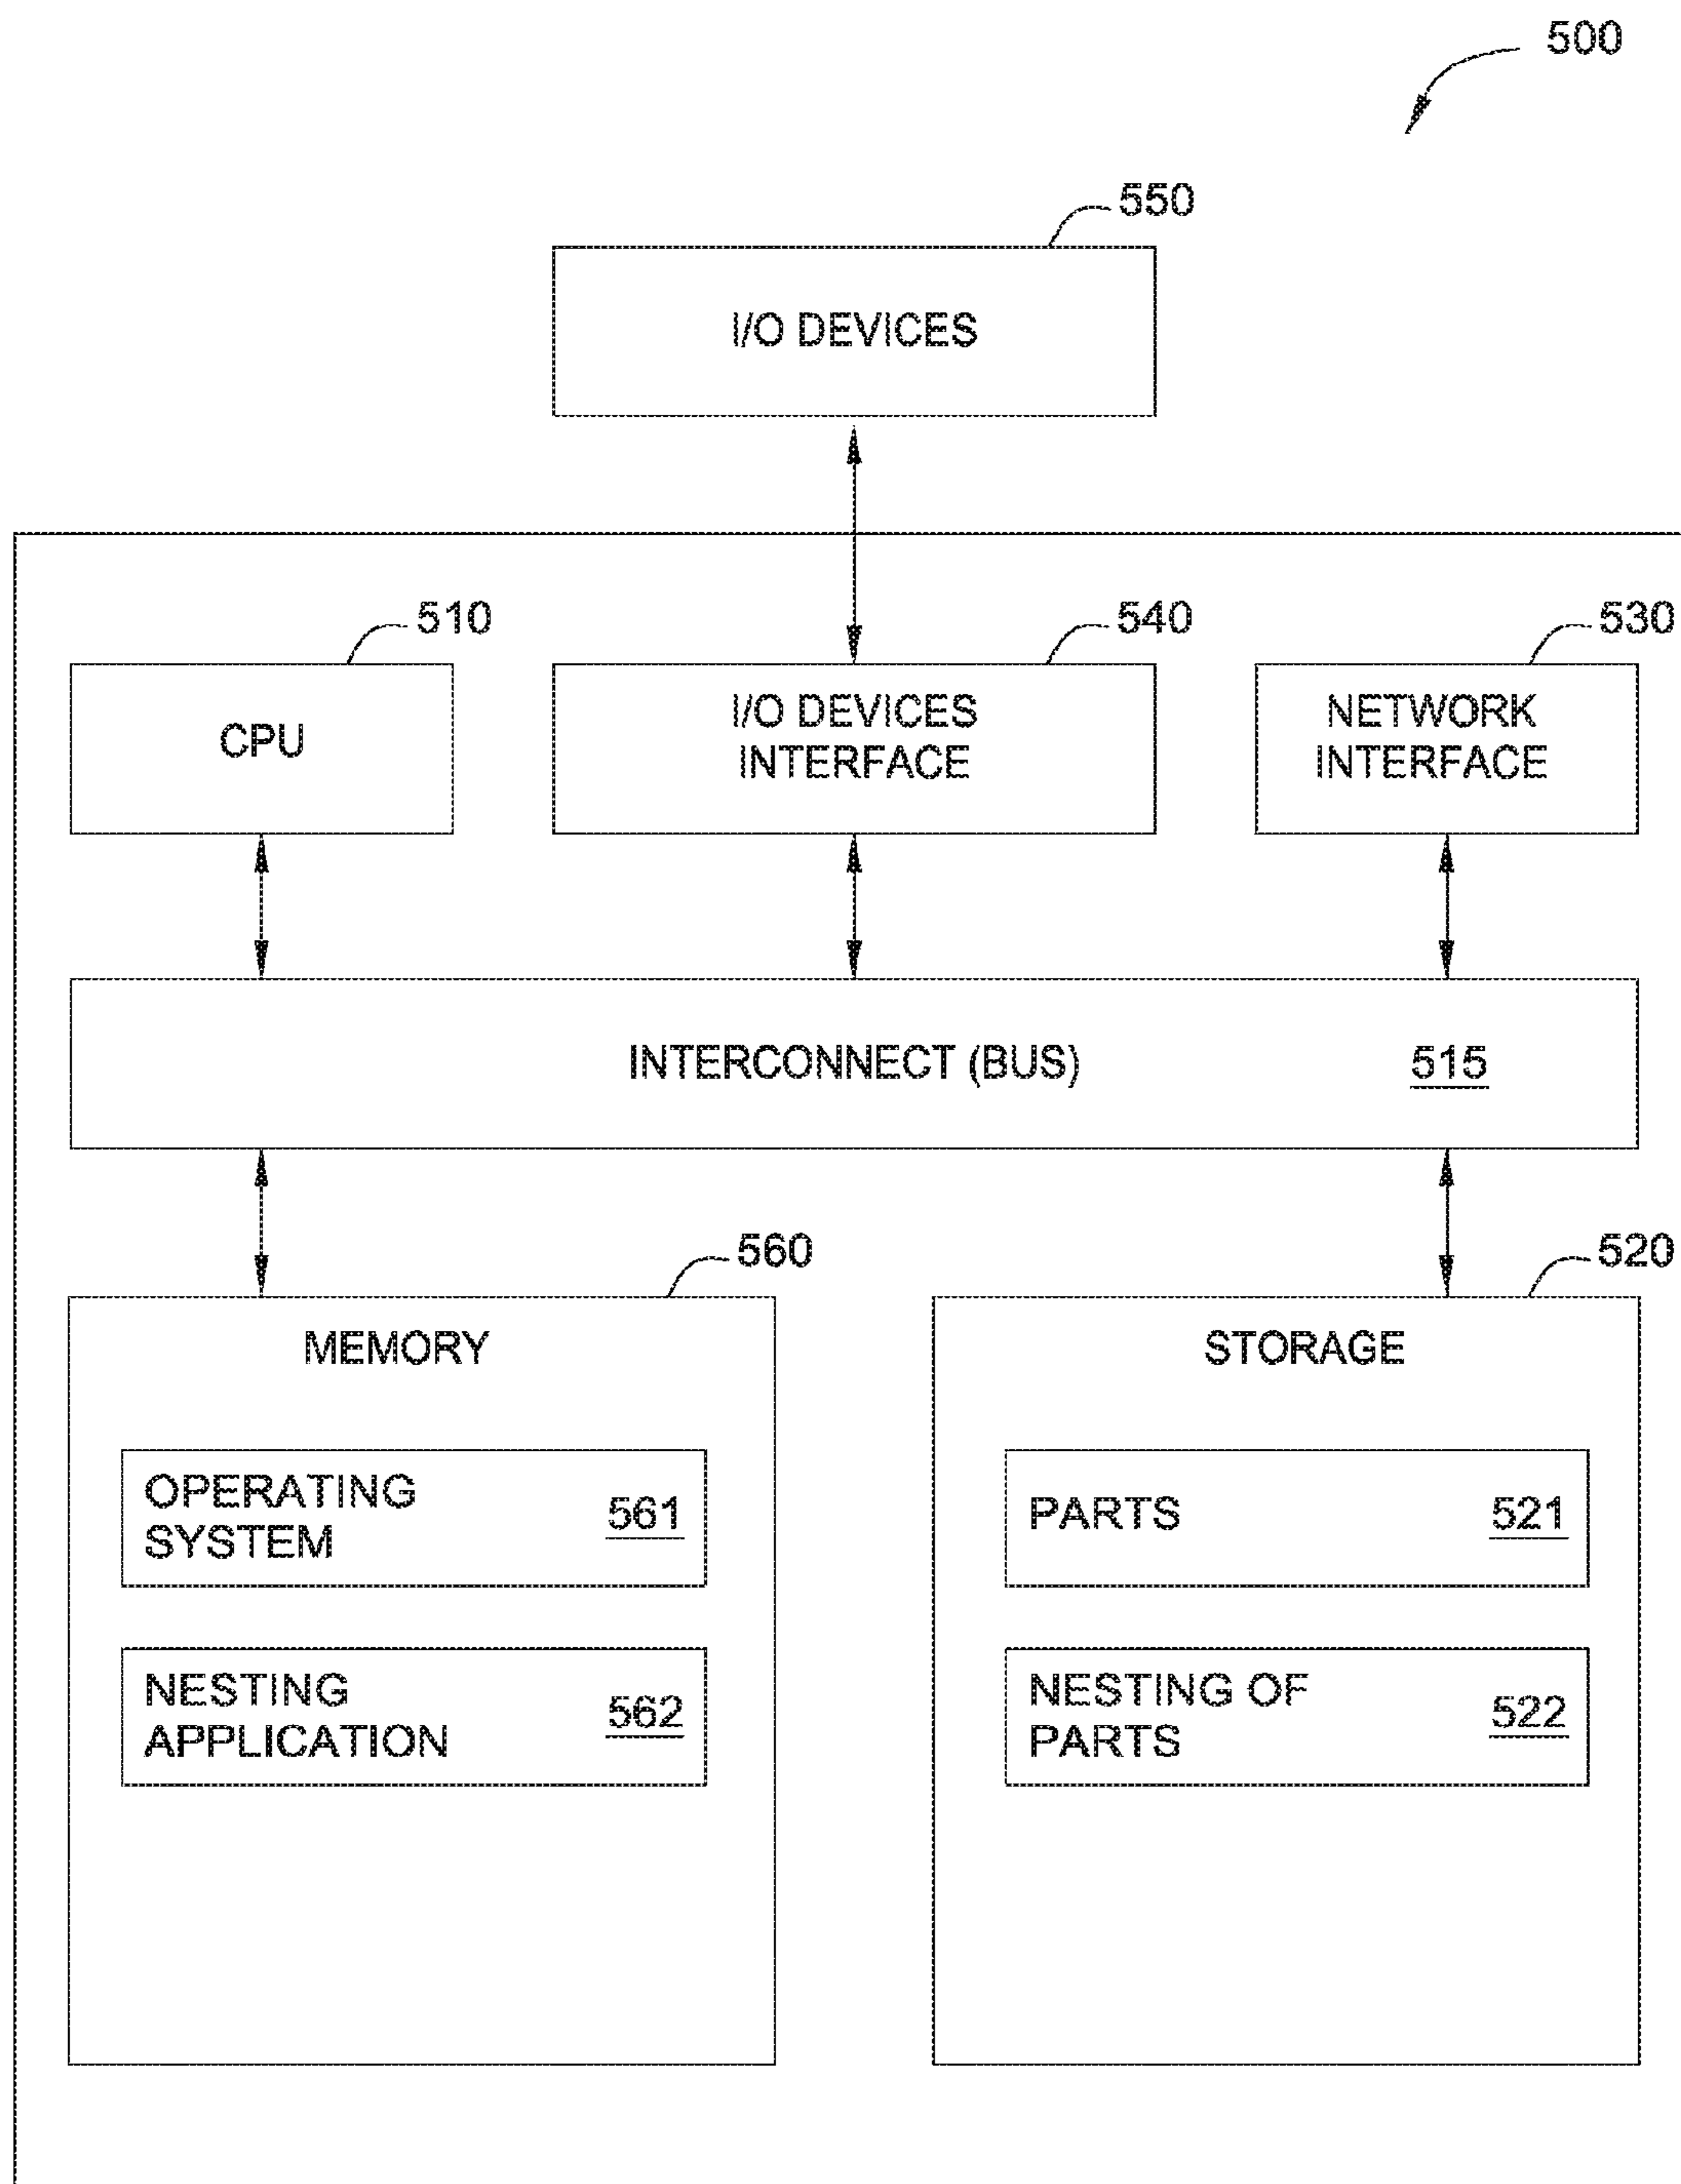 500
550
I/O DEVICES
510
540
530
CPU
I/O DEVICES
INTERFACE
NETWORK
INTERFACE
INTERCONNECT (BUS)
515
560
520
MEMORY
STORAGE
OPERATING
SYSTEM
561
PARTS
521
NESTING
APPLICATION
562
NESTING OF
PARTS
522